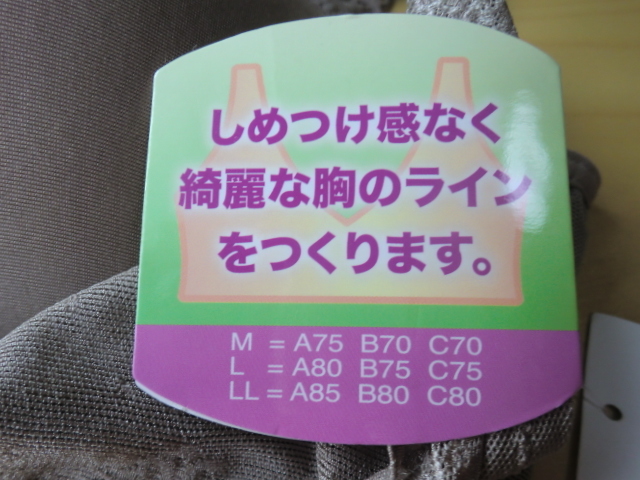 しめつけ感なく
綺麗な胸のライン
をつくります。
M = A75 B70 C70
L = A80 B75 C75
LL = A85 B80 C80